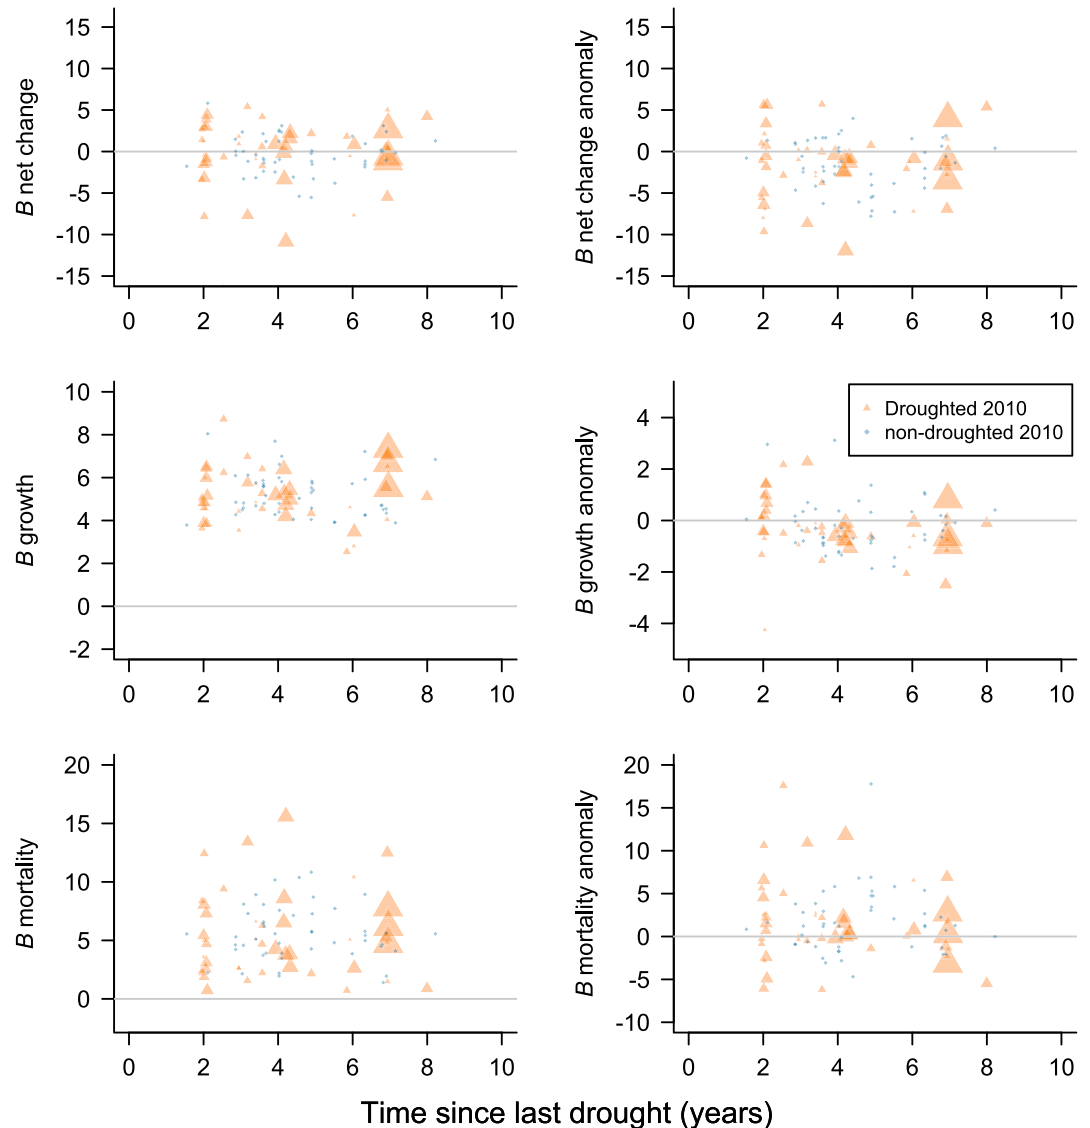 B net change
15
10
5
0
-5
-10
-15
0 2 4 6 8 10
B net change anomaly
15
10
5
0
-5
-10
-15
0 2 4 6 8 10
B growth
10
8
6
4
2
0
-2
0 2 4 6 8 10
B growth anomaly
4
2
0
-2
-4
Droughted 2010
non-droughted 2010
0 2 4 6 8 10
B mortality
20
15
10
5
0
0 2 4 6 8 10
B mortality anomaly
20
15
10
5
0
-5
-10
0 2 4 6 8 10
Time since last drought (years)